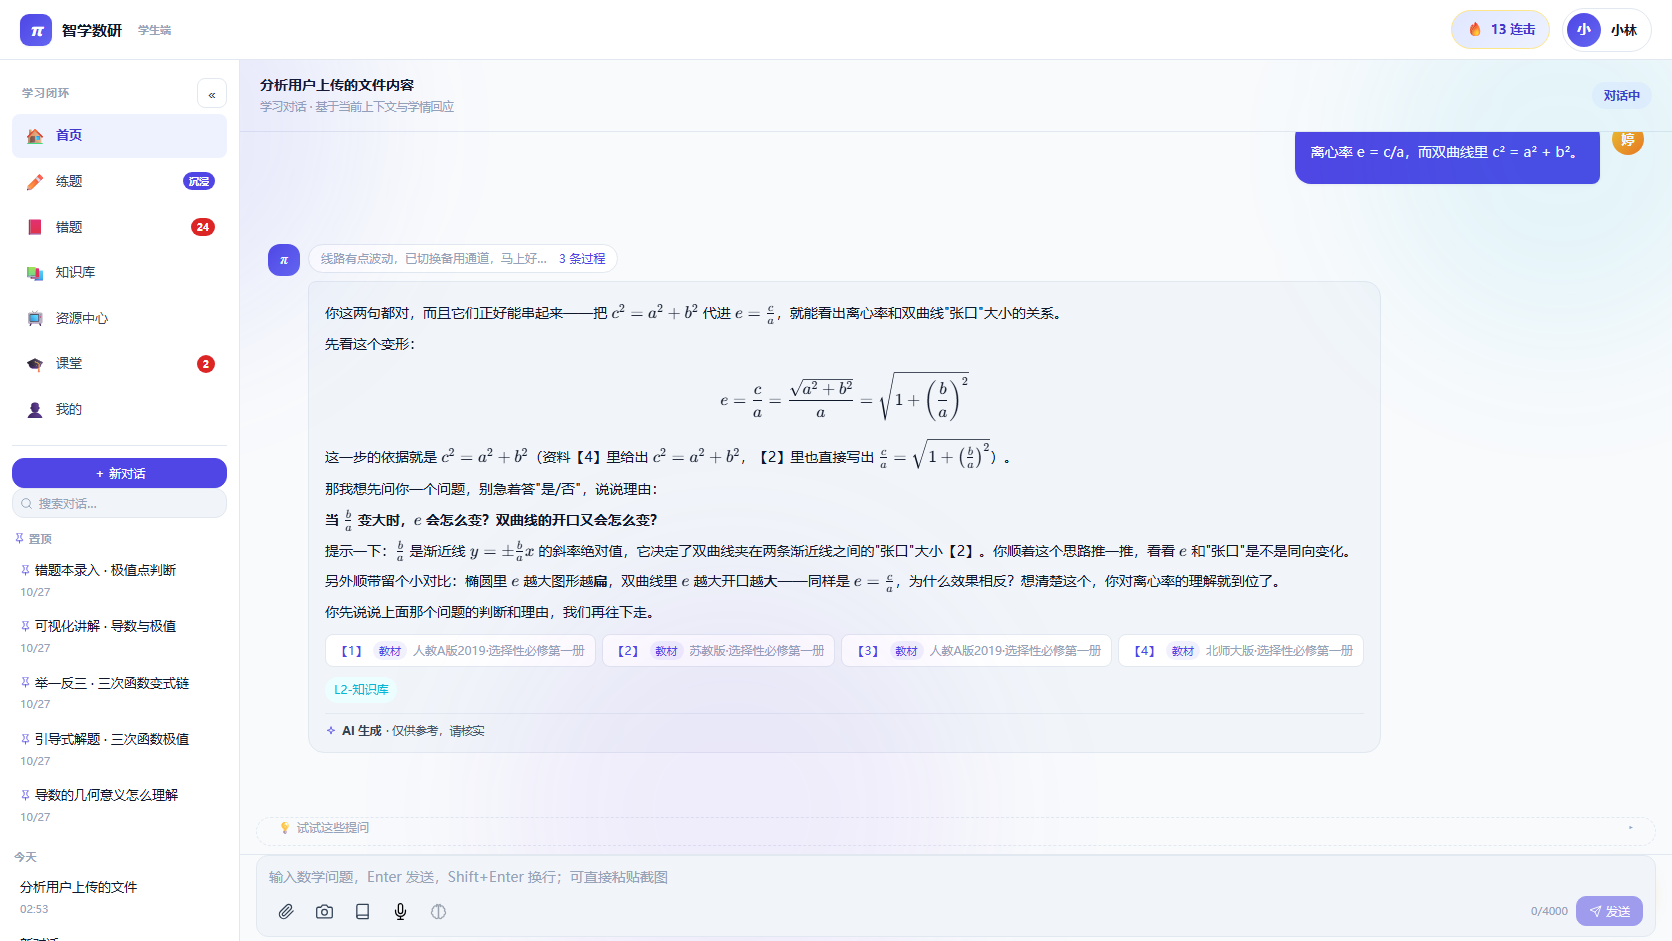 π 智学数研 学生端
🔥 13 连击
小 小林
学习闭环
«
首页
练题 沉浸
错题 24
知识库
资源中心
课堂 2
我的
+ 新对话
搜索对话...
置顶
错题本录入 · 极值点判断
10/27
可视化讲解 · 导数与极值
10/27
举一反三 · 三次函数变式链
10/27
引导式解题 · 三次函数极值
10/27
导数的几何意义怎么理解
10/27
今天
分析用户上传的文件
02:53
新对话
分析用户上传的文件内容
学习对话 · 基于当前上下文与学情回应
对话中
离心率 e = c/a，而双曲线里 c² = a² + b²。
婷
π
线路有点波动，已切换备用通道，马上好... 3 条过程
你这两句都对，而且它们正好能串起来——把 c² = a² + b² 代进 e = c/a，就能看出离心率和双曲线"张口"大小的关系。
先看这个变形：
e = c/a = √(a² + b²)/a = √(1 + (b/a)²)
这一步的依据就是 c² = a² + b²（资料【4】里给出 c² = a² + b²，【2】里也直接写出 c/a = √(1 + (b/a)²)）。
那我想先问你一个问题，别急着答"是/否"，说说理由：
当 b/a 变大时，e 会怎么变？双曲线的开口又会怎么变？
提示一下：b/a 是渐近线 y = ±b/a x 的斜率绝对值，它决定了双曲线夹在两条渐近线之间的"张口"大小【2】。你顺着这个思路推一推，看看 e 和"张口"是不是同向变化。
另外顺带留个小对比：椭圆里 e 越大图形越扁，双曲线里 e 越大开口越大——同样是 e = c/a，为什么效果相反？想清楚这个，你对离心率的理解就到位了。
你先说说上面那个问题的判断和理由，我们再往下走。
【1】 教材 人教A版2019·选择性必修第一册
【2】 教材 苏教版·选择性必修第一册
【3】 教材 人教A版2019·选择性必修第一册
【4】 教材 北师大版·选择性必修第一册
L2-知识库
AI 生成 · 仅供参考，请核实
💡 试试这些提问
输入数学问题，Enter 发送，Shift+Enter 换行；可直接粘贴截图
0/4000
发送